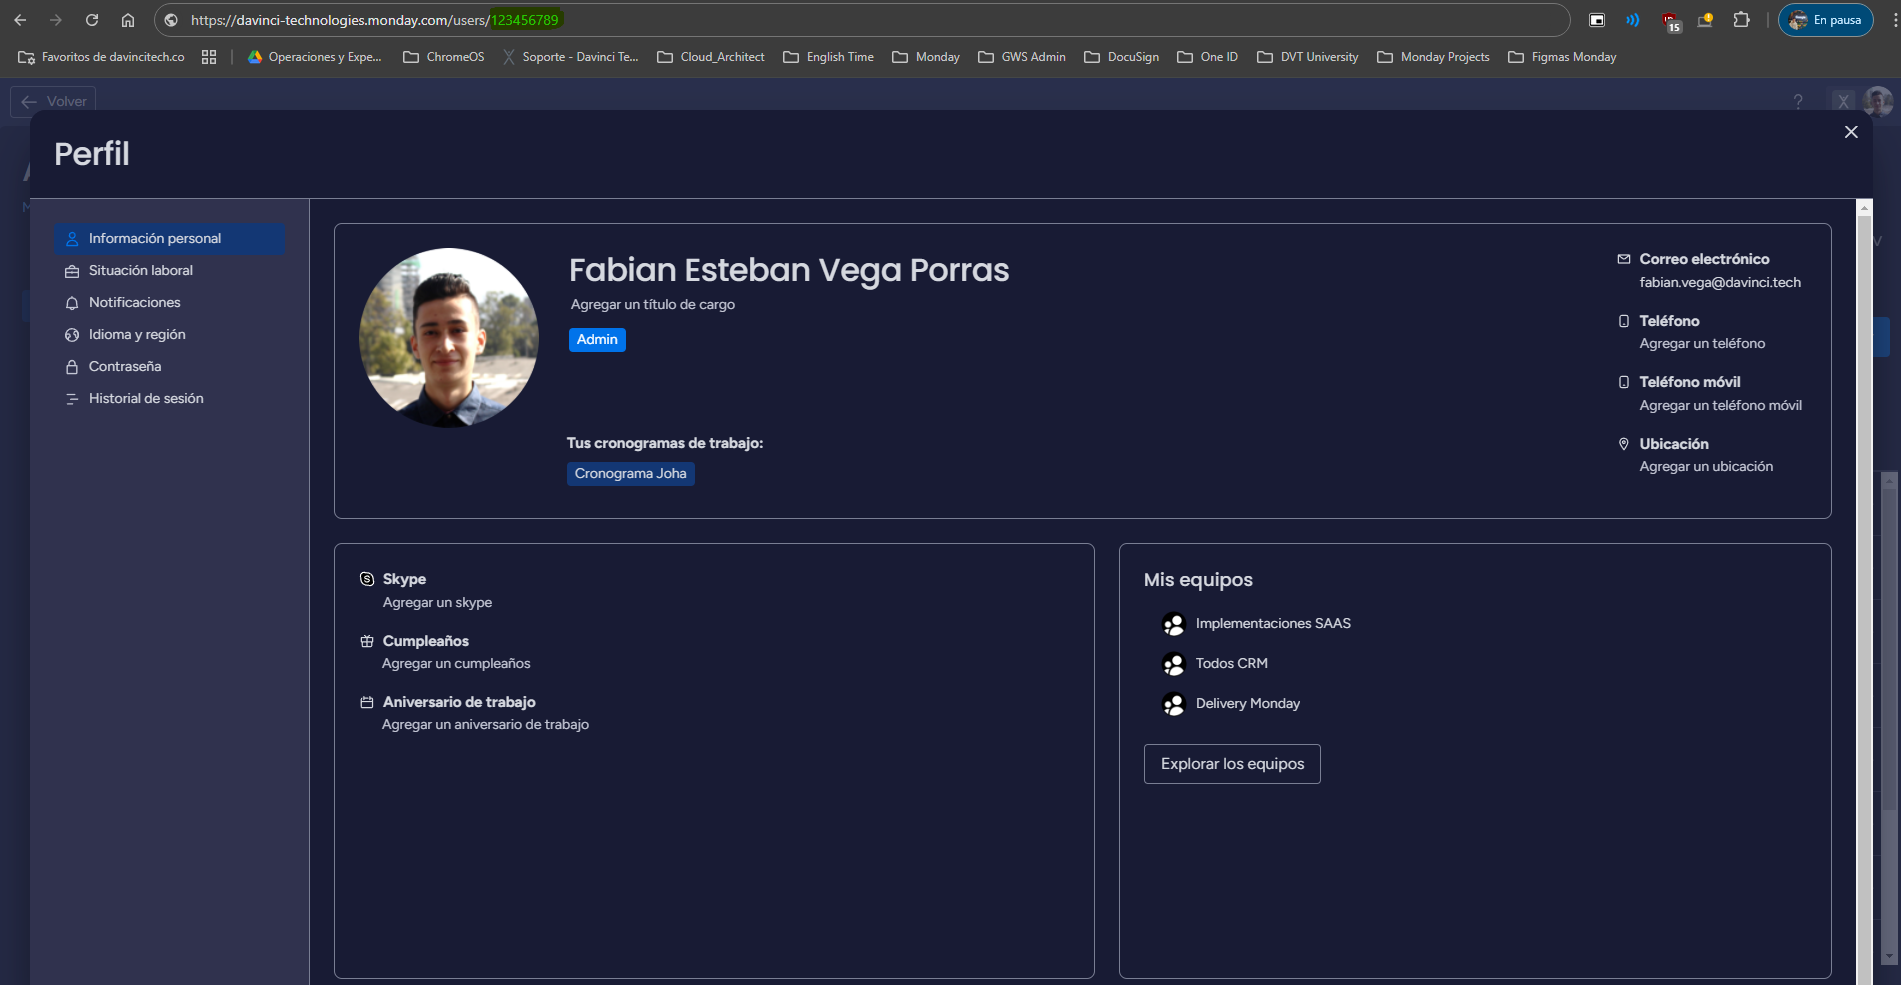 https://davinci-technologies.monday.com/users/123456789
15
En pausa
Favoritos de davincitech.co
Operaciones y Expe...
ChromeOS
Soporte - Davinci Te...
Cloud_Architect
English Time
Monday
GWS Admin
DocuSign
One ID
DVT University
Monday Projects
Figmas Monday
Volver
?
Perfil
Información personal
Situación laboral
Notificaciones
Idioma y región
Contraseña
Historial de sesión
Fabian Esteban Vega Porras
Agregar un título de cargo
Admin
Tus cronogramas de trabajo:
Cronograma Joha
Correo electrónico
fabian.vega@davinci.tech
Teléfono
Agregar un teléfono
Teléfono móvil
Agregar un teléfono móvil
Ubicación
Agregar un ubicación
Skype
Agregar un skype
Cumpleaños
Agregar un cumpleaños
Aniversario de trabajo
Agregar un aniversario de trabajo
Mis equipos
Implementaciones SAAS
Todos CRM
Delivery Monday
Explorar los equipos